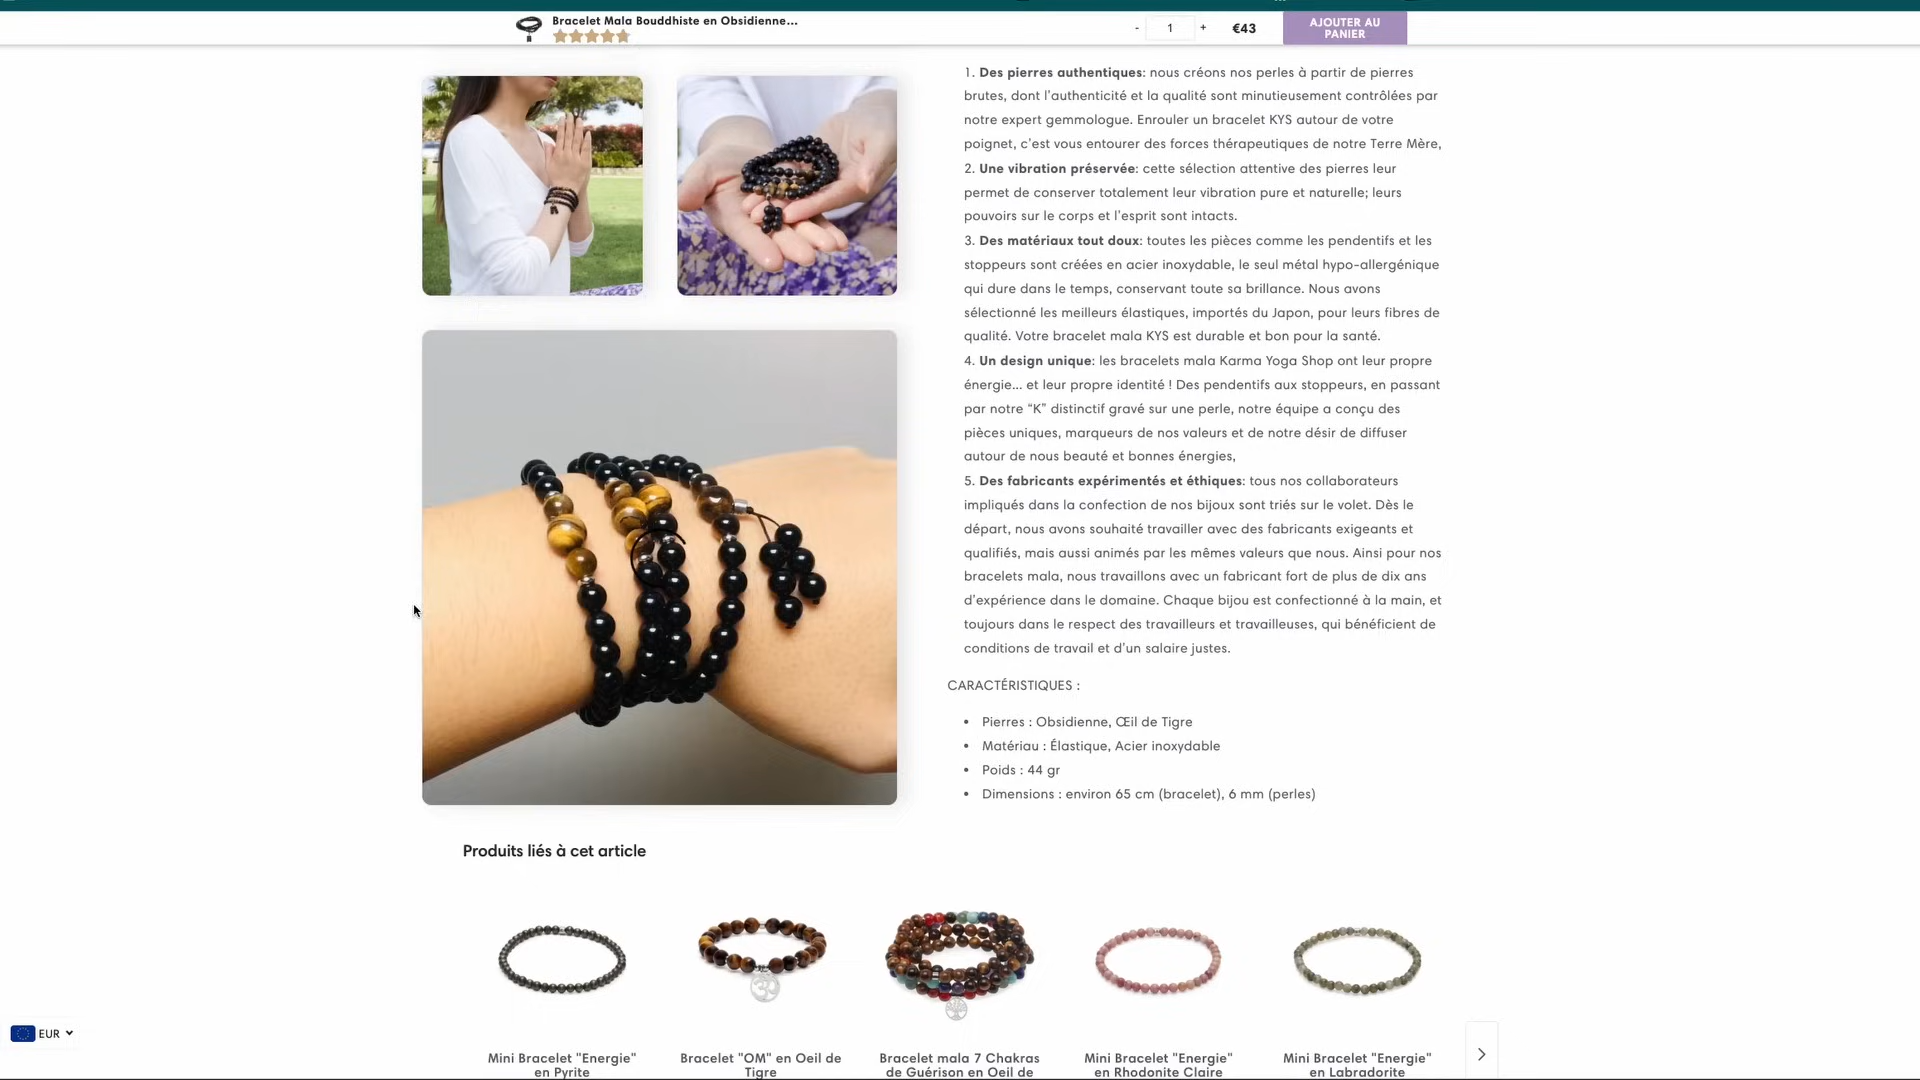 Bracelet Mala Bouddhiste en Obsidienne...
- 1 + €43
AJOUTER AU
PANIER
1. Des pierres authentiques: nous créons nos perles à partir de pierres
brutes, dont l'authenticité et la qualité sont minutieusement contrôlées par
notre expert gemmologue. Enrouler un bracelet KYS autour de votre
poignet, c'est vous entourer des forces thérapeutiques de notre Terre Mère,
2. Une vibration préservée: cette sélection attentive des pierres leur
permet de conserver totalement leur vibration pure et naturelle; leurs
pouvoirs sur le corps et l'esprit sont intacts.
3. Des matériaux tout doux: toutes les pièces comme les pendentifs et les
stoppeurs sont créées en acier inoxydable, le seul métal hypo-allergénique
qui dure dans le temps, conservant toute sa brillance. Nous avons
sélectionné les meilleurs élastiques, importés du Japon, pour leurs fibres de
qualité. Votre bracelet mala KYS est durable et bon pour la santé.
4. Un design unique: les bracelets mala Karma Yoga Shop ont leur propre
énergie... et leur propre identité ! Des pendentifs aux stoppeurs, en passant
par notre “K” distinctif gravé sur une perle, notre équipe a conçu des
pièces uniques, marqueurs de nos valeurs et de notre désir de diffuser
autour de nous beauté et bonnes énergies,
5. Des fabricants expérimentés et éthiques: tous nos collaborateurs
impliqués dans la confection de nos bijoux sont triés sur le volet. Dès le
départ, nous avons souhaité travailler avec des fabricants exigeants et
qualifiés, mais aussi animés par les mêmes valeurs que nous. Ainsi pour nos
bracelets mala, nous travaillons avec un fabricant fort de plus de dix ans
d'expérience dans le domaine. Chaque bijou est confectionné à la main, et
toujours dans le respect des travailleurs et travailleuses, qui bénéficient de
conditions de travail et d'un salaire justes.
CARACTÉRISTIQUES :
• Pierres : Obsidienne, Œil de Tigre
• Matériau : Élastique, Acier inoxydable
• Poids : 44 gr
• Dimensions : environ 65 cm (bracelet), 6 mm (perles)
Produits liés à cet article
Mini Bracelet "Energie"
en Pyrite
Bracelet "OM" en Oeil de
Tigre
Bracelet mala 7 Chakras
de Guérison en Oeil de
Mini Bracelet "Energie"
en Rhodonite Claire
Mini Bracelet "Energie"
en Labradorite
EUR